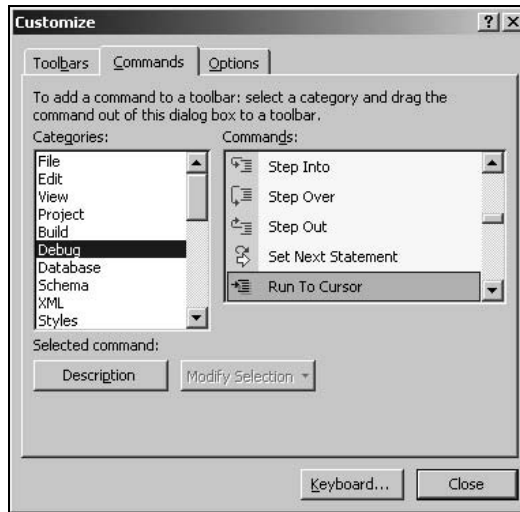 Customize
Toolbars Commands Options
To add a command to a toolbar: select a category and drag the
command out of this dialog box to a toolbar.
Categories:
File
Edit
View
Project
Build
Debug
Database
Schema
XML
Styles
Commands:
Step Into
Step Over
Step Out
Set Next Statement
Run To Cursor
Selected command:
Description Modify Selection
Keyboard... Close